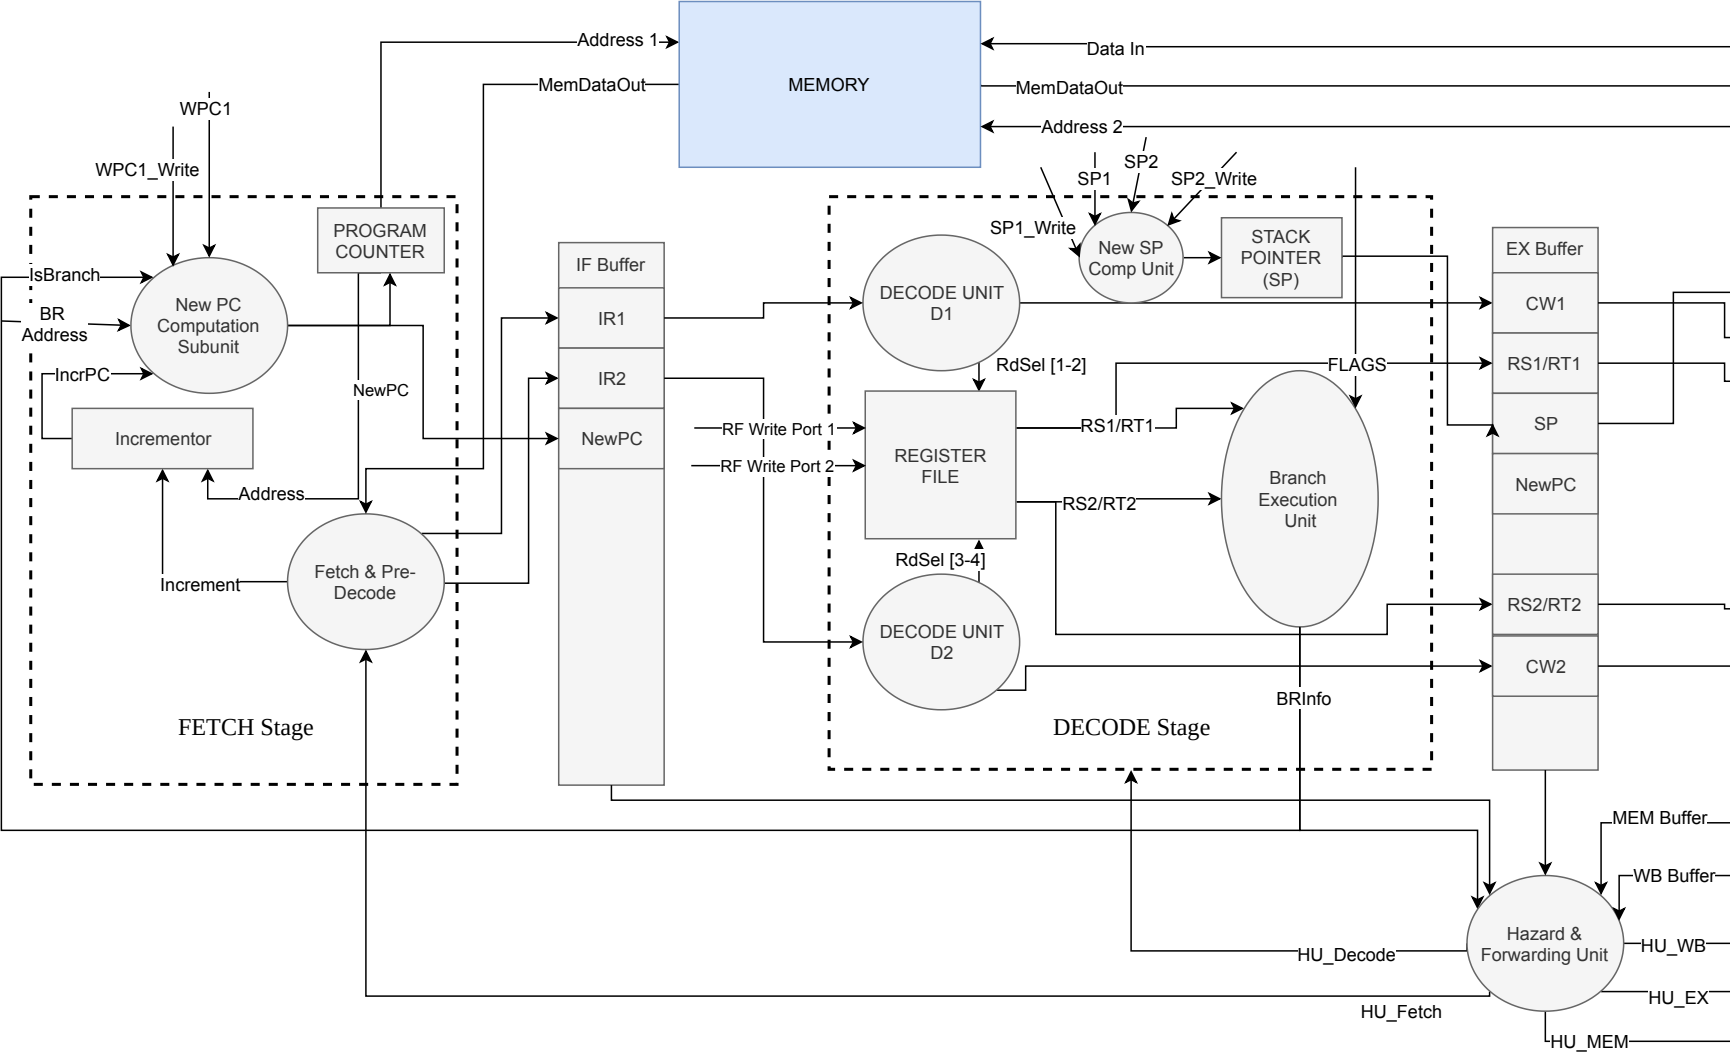 Address 1
MemDataOut
MEMORY
Data In
MemDataOut
Address 2
WPC1
WPC1_Write
SP1
SP2
SP2_Write
SP1_Write
PROGRAM
COUNTER
IsBranch
BR
Address
IncrPC
New PC
Computation
Subunit
NewPC
Incrementor
Address
Increment
Fetch & Pre-
Decode
FETCH Stage
IF Buffer
IR1
IR2
NewPC
RF Write Port 1
RF Write Port 2
DECODE UNIT
D1
New SP
Comp Unit
STACK
POINTER
(SP)
RdSel [1-2]
FLAGS
REGISTER
FILE
RS1/RT1
RS2/RT2
Branch
Execution
Unit
RdSel [3-4]
DECODE UNIT
D2
BRInfo
DECODE Stage
EX Buffer
CW1
RS1/RT1
SP
NewPC
RS2/RT2
CW2
MEM Buffer
WB Buffer
Hazard &
Forwarding Unit
HU_WB
HU_Decode
HU_EX
HU_Fetch
HU_MEM